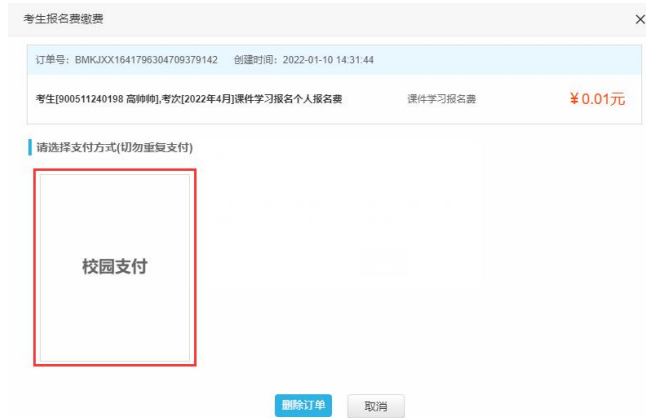 考生报名费缴费
订单号：BMKJXX1641796304709379142 创建时间：2022-01-10 14:31:44
考生[900511240198 高帅帅],考次[2022年4月]课件学习报名个人报名费 课件学习报名费 ￥0.01元
请选择支付方式(切勿重复支付)
校园支付
删除订单 取消